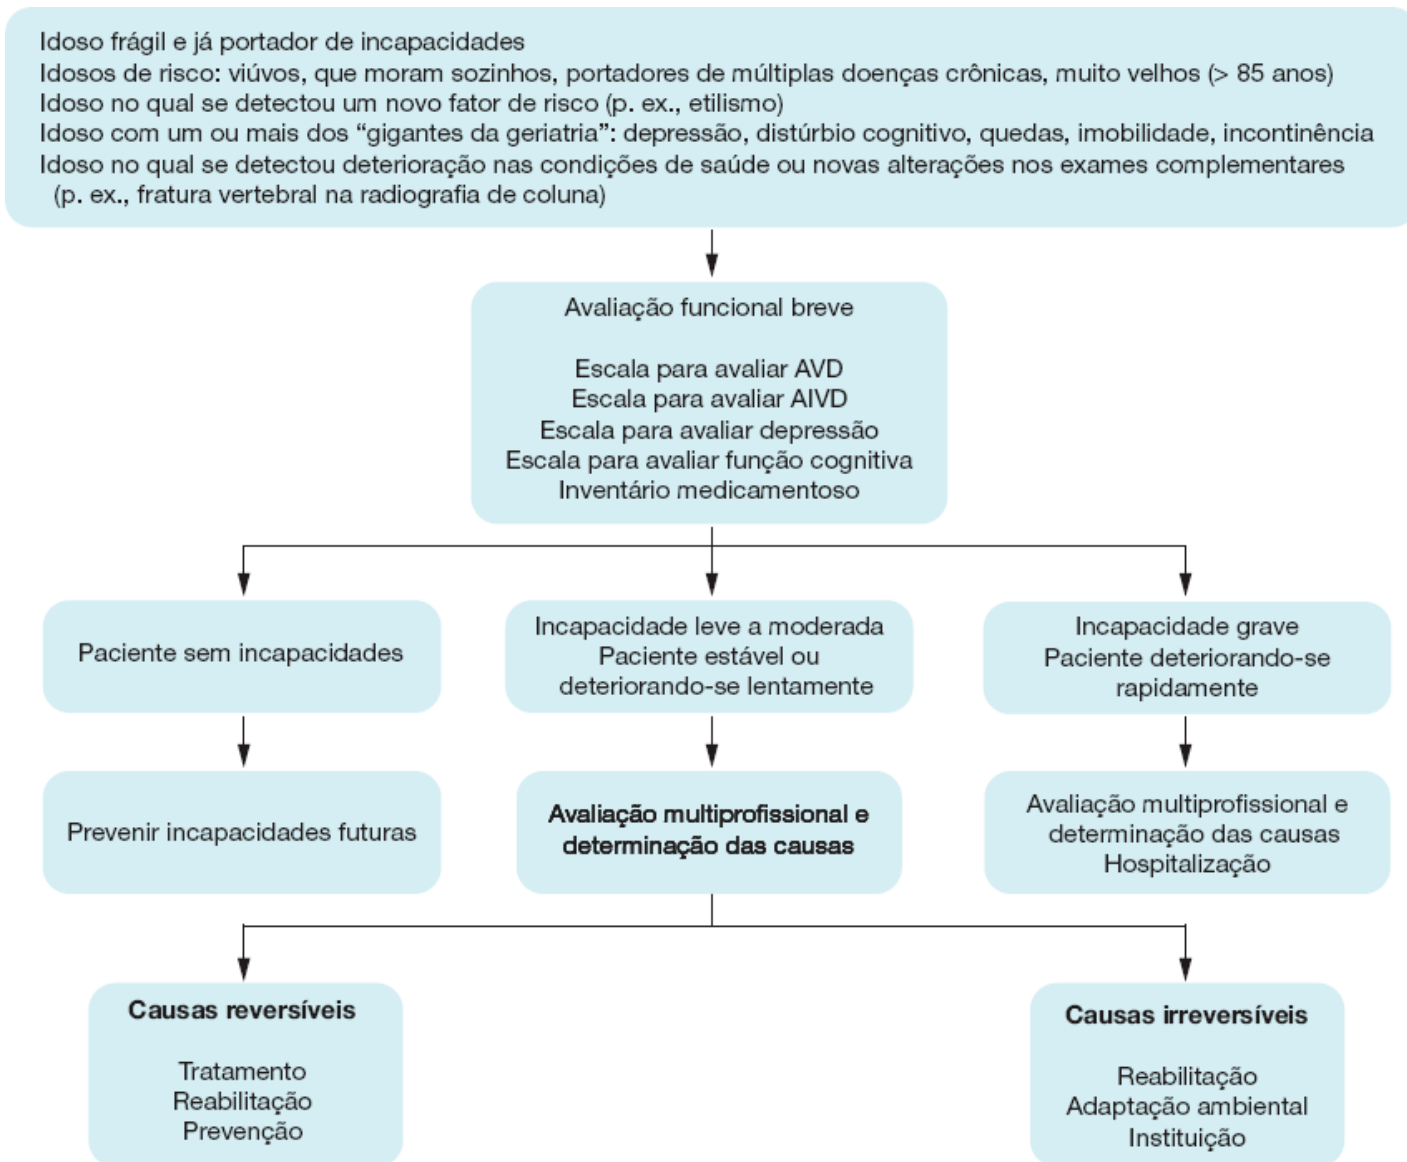 Idoso frágil e já portador de incapacidades
Idosos de risco: viúvos, que moram sozinhos, portadores de múltiplas doenças crônicas, muito velhos (> 85 anos)
Idoso no qual se detectou um novo fator de risco (p. ex., etilismo)
Idoso com um ou mais dos “gigantes da geriatria”: depressão, distúrbio cognitivo, quedas, imobilidade, incontinência
Idoso no qual se detectou deterioração nas condições de saúde ou novas alterações nos exames complementares
(p. ex., fratura vertebral na radiografia de coluna)
Avaliação funcional breve
Escala para avaliar AVD
Escala para avaliar AIVD
Escala para avaliar depressão
Escala para avaliar função cognitiva
Inventário medicamentoso
Paciente sem incapacidades
Incapacidade leve a moderada
Paciente estável ou
deteriorando-se lentamente
Incapacidade grave
Paciente deteriorando-se
rapidamente
Prevenir incapacidades futuras
Avaliação multiprofissional e
determinação das causas
Avaliação multiprofissional e
determinação das causas
Hospitalização
Causas reversíveis
Tratamento
Reabilitação
Prevenção
Causas irreversíveis
Reabilitação
Adaptação ambiental
Instituição